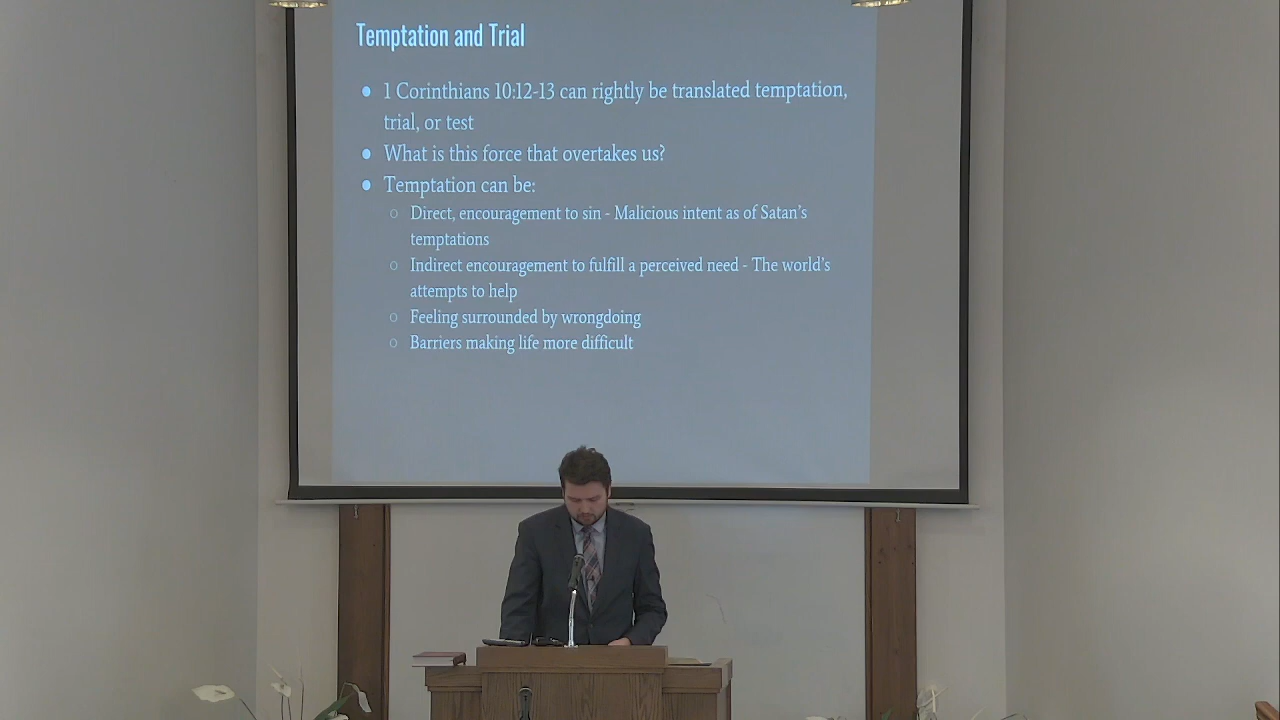 Temptation and Trial
● 1 Corinthians 10:12-13 can rightly be translated temptation,
trial, or test
● What is this force that overtakes us?
● Temptation can be:
○ Direct, encouragement to sin - Malicious intent as of Satan's
temptations
○ Indirect encouragement to fulfill a perceived need - The world's
attempts to help
○ Feeling surrounded by wrongdoing
○ Barriers making life more difficult